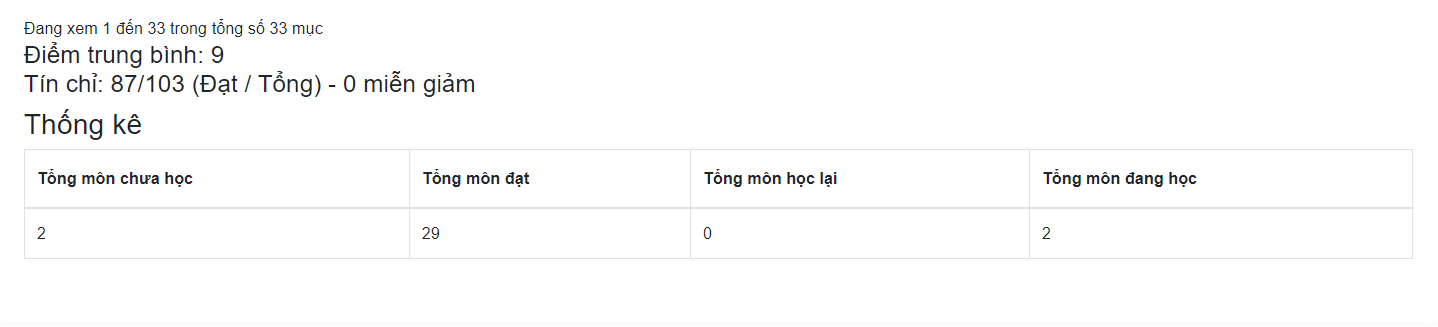 Đang xem 1 đến 33 trong tổng số 33 mục
Điểm trung bình: 9
Tín chỉ: 87/103 (Đạt / Tổng) - 0 miễn giảm
Thống kê
Tổng môn chưa học Tổng môn đạt Tổng môn học lại Tổng môn đang học
2 29 0 2